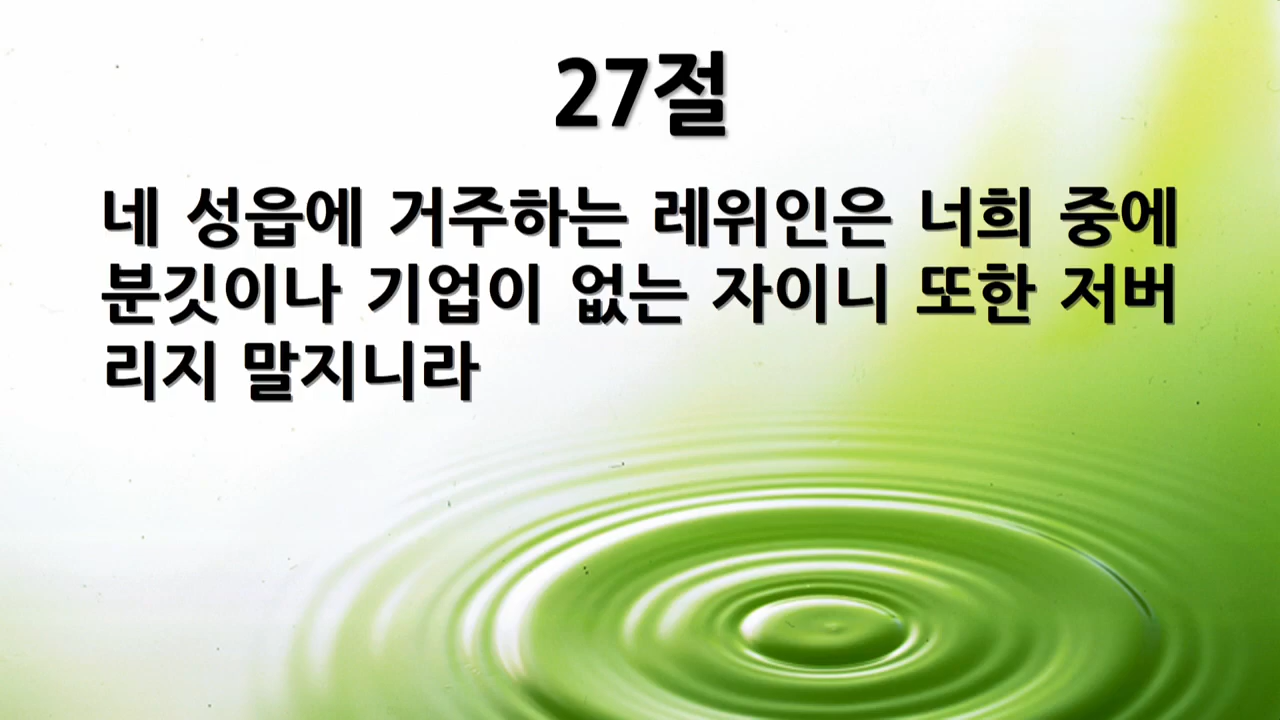 27절
네 성읍에 거주하는 레위인은 너희 중에
분깃이나 기업이 없는 자이니 또한 저버
리지 말지니라